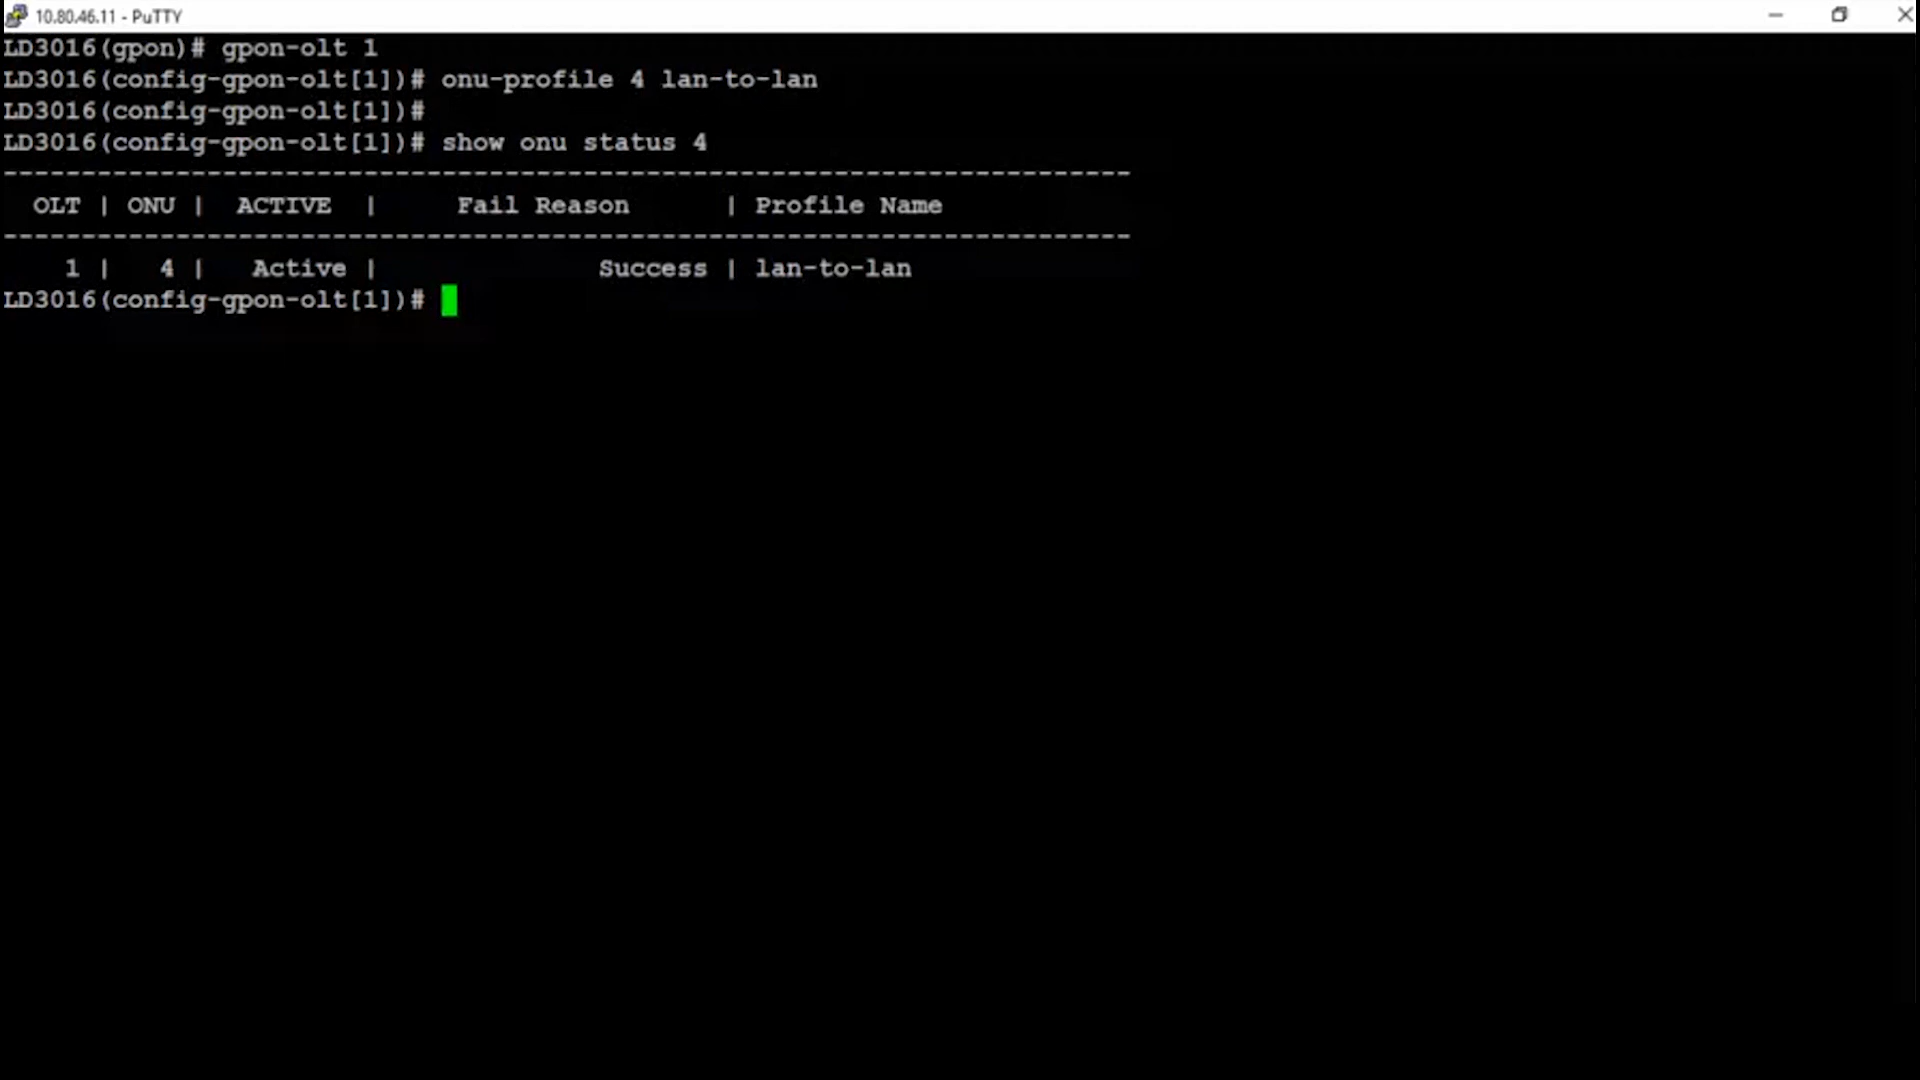 10.80.46.11 - PuTTY
LD3016(gpon)# gpon-olt 1
LD3016(config-gpon-olt[1])# onu-profile 4 lan-to-lan
LD3016(config-gpon-olt[1])#
LD3016(config-gpon-olt[1])# show onu status 4
------------------------------------------------------------------------
OLT | ONU | ACTIVE | Fail Reason | Profile Name
------------------------------------------------------------------------
1 | 4 | Active | Success | lan-to-lan
LD3016(config-gpon-olt[1])#